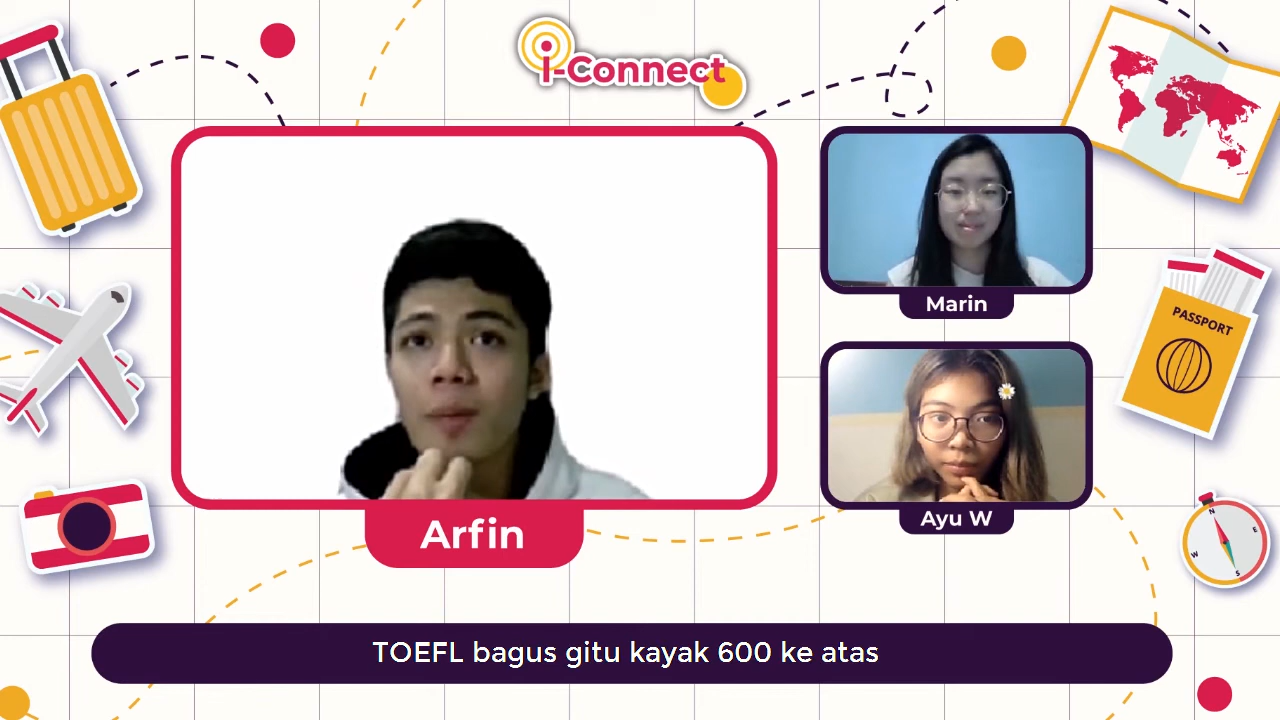 i-Connect
Marin
PASSPORT
Ayu W
Arfin
N
E
W
S
TOEFL bagus gitu kayak 600 ke atas